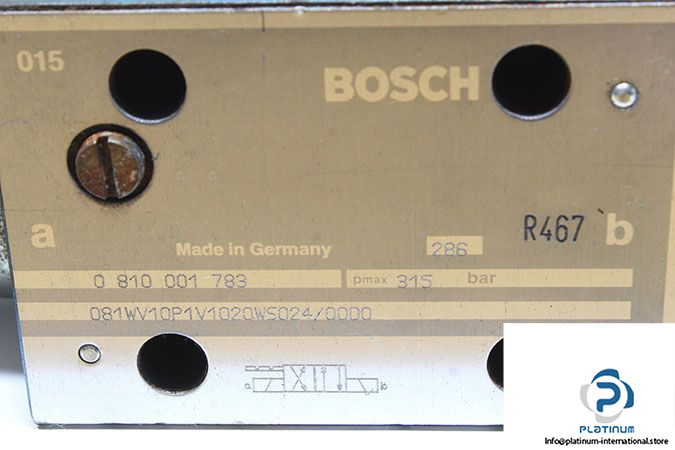 015
BOSCH
R467
a
b
Made in Germany
286
0 810 001 783
pmax 315 bar
081WV10P1V1020WS024/00D0
a
b
PLATINUM
Info@platinum-international.store